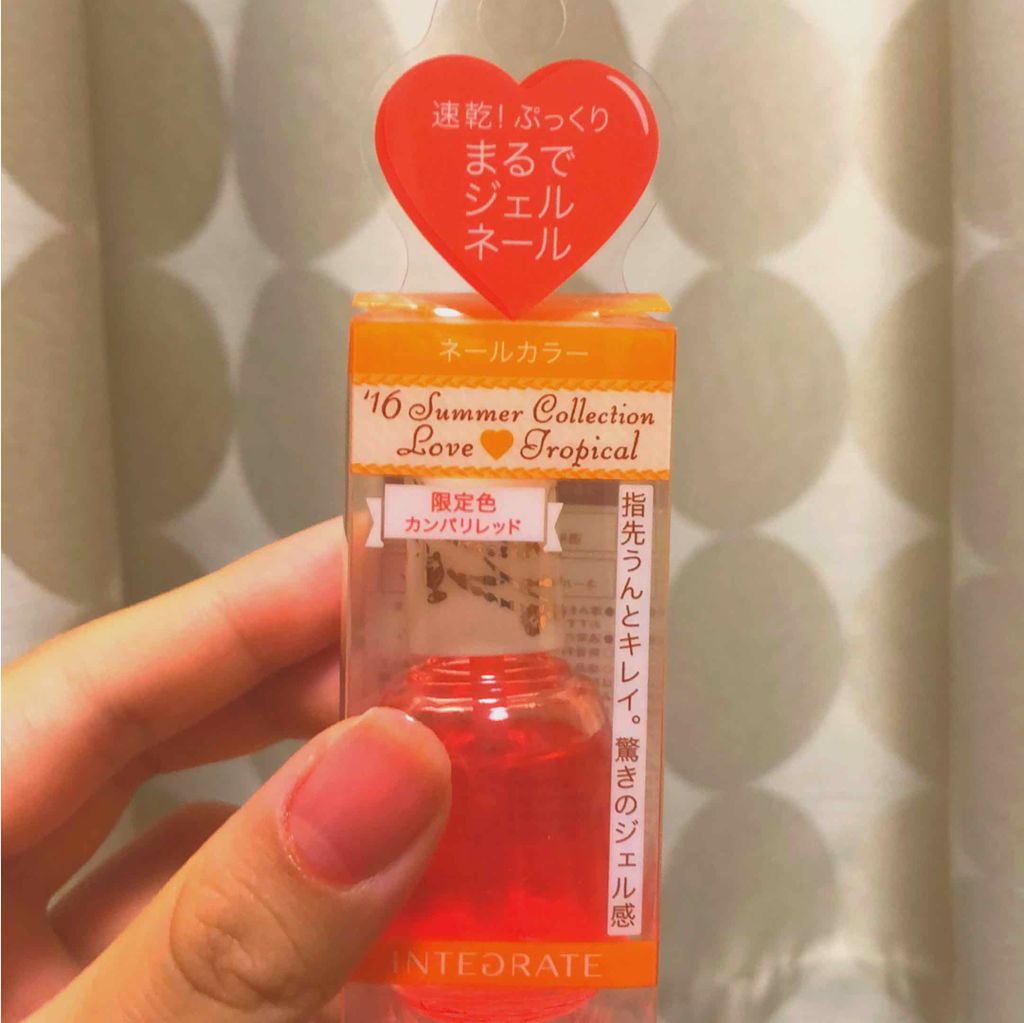 速乾!ぷっくり
まるで
ジェル
ネール
ネールカラー
'16 Summer Collection
Love Tropical
限定色
カンパリレッド
指先うんとキレイ。驚きのジェル感
INTEGRATE